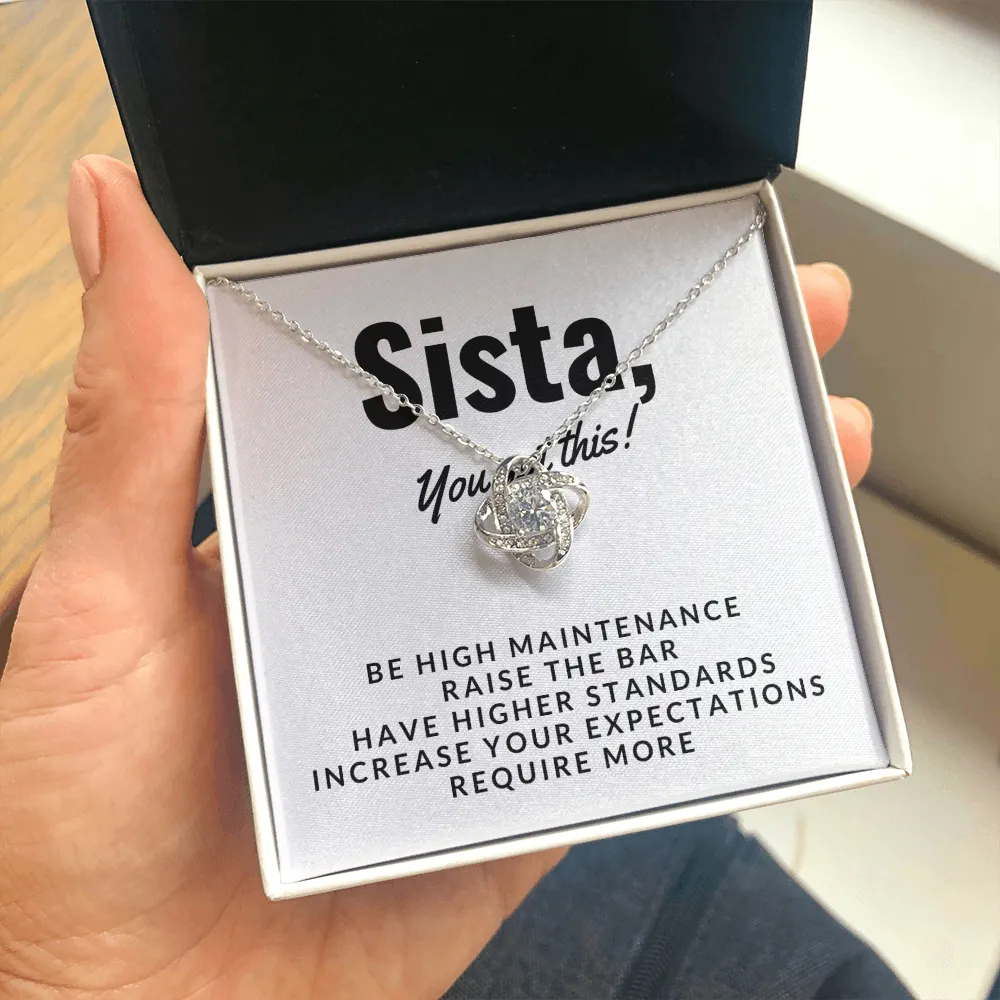 Sista,
You this!
BE HIGH MAINTENANCE
RAISE THE BAR
HAVE HIGHER STANDARDS
INCREASE YOUR EXPECTATIONS
REQUIRE MORE